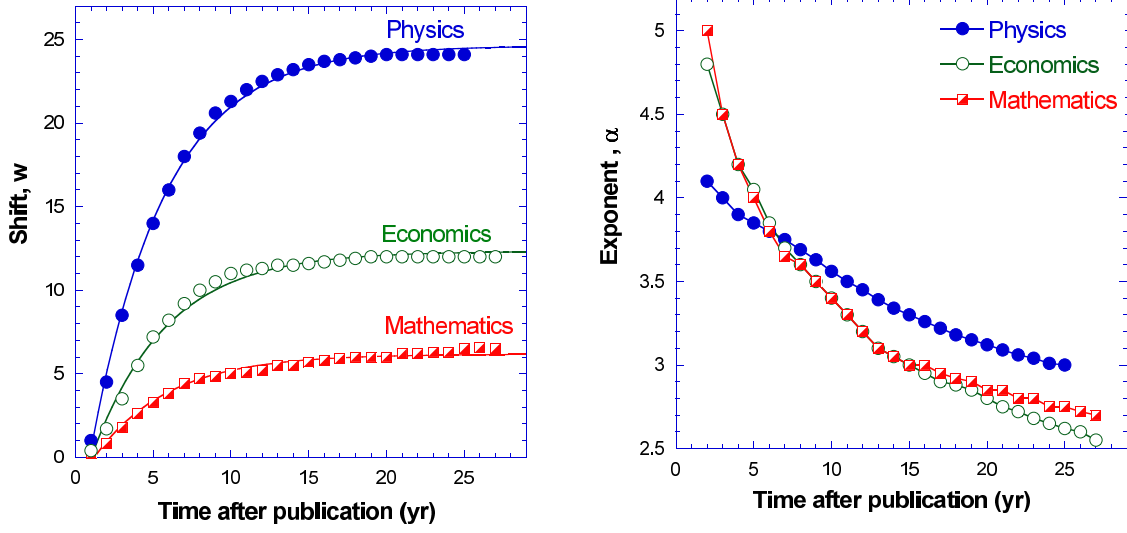 Physics
Economics
Mathematics
25
20
15
10
5
0
0
5
10
15
20
25
Shift, w
Time after publication (yr)
Physics
Economics
Mathematics
5
4.5
4
3.5
3
2.5
0
5
10
15
20
25
Exponent , α
Time after publication (yr)